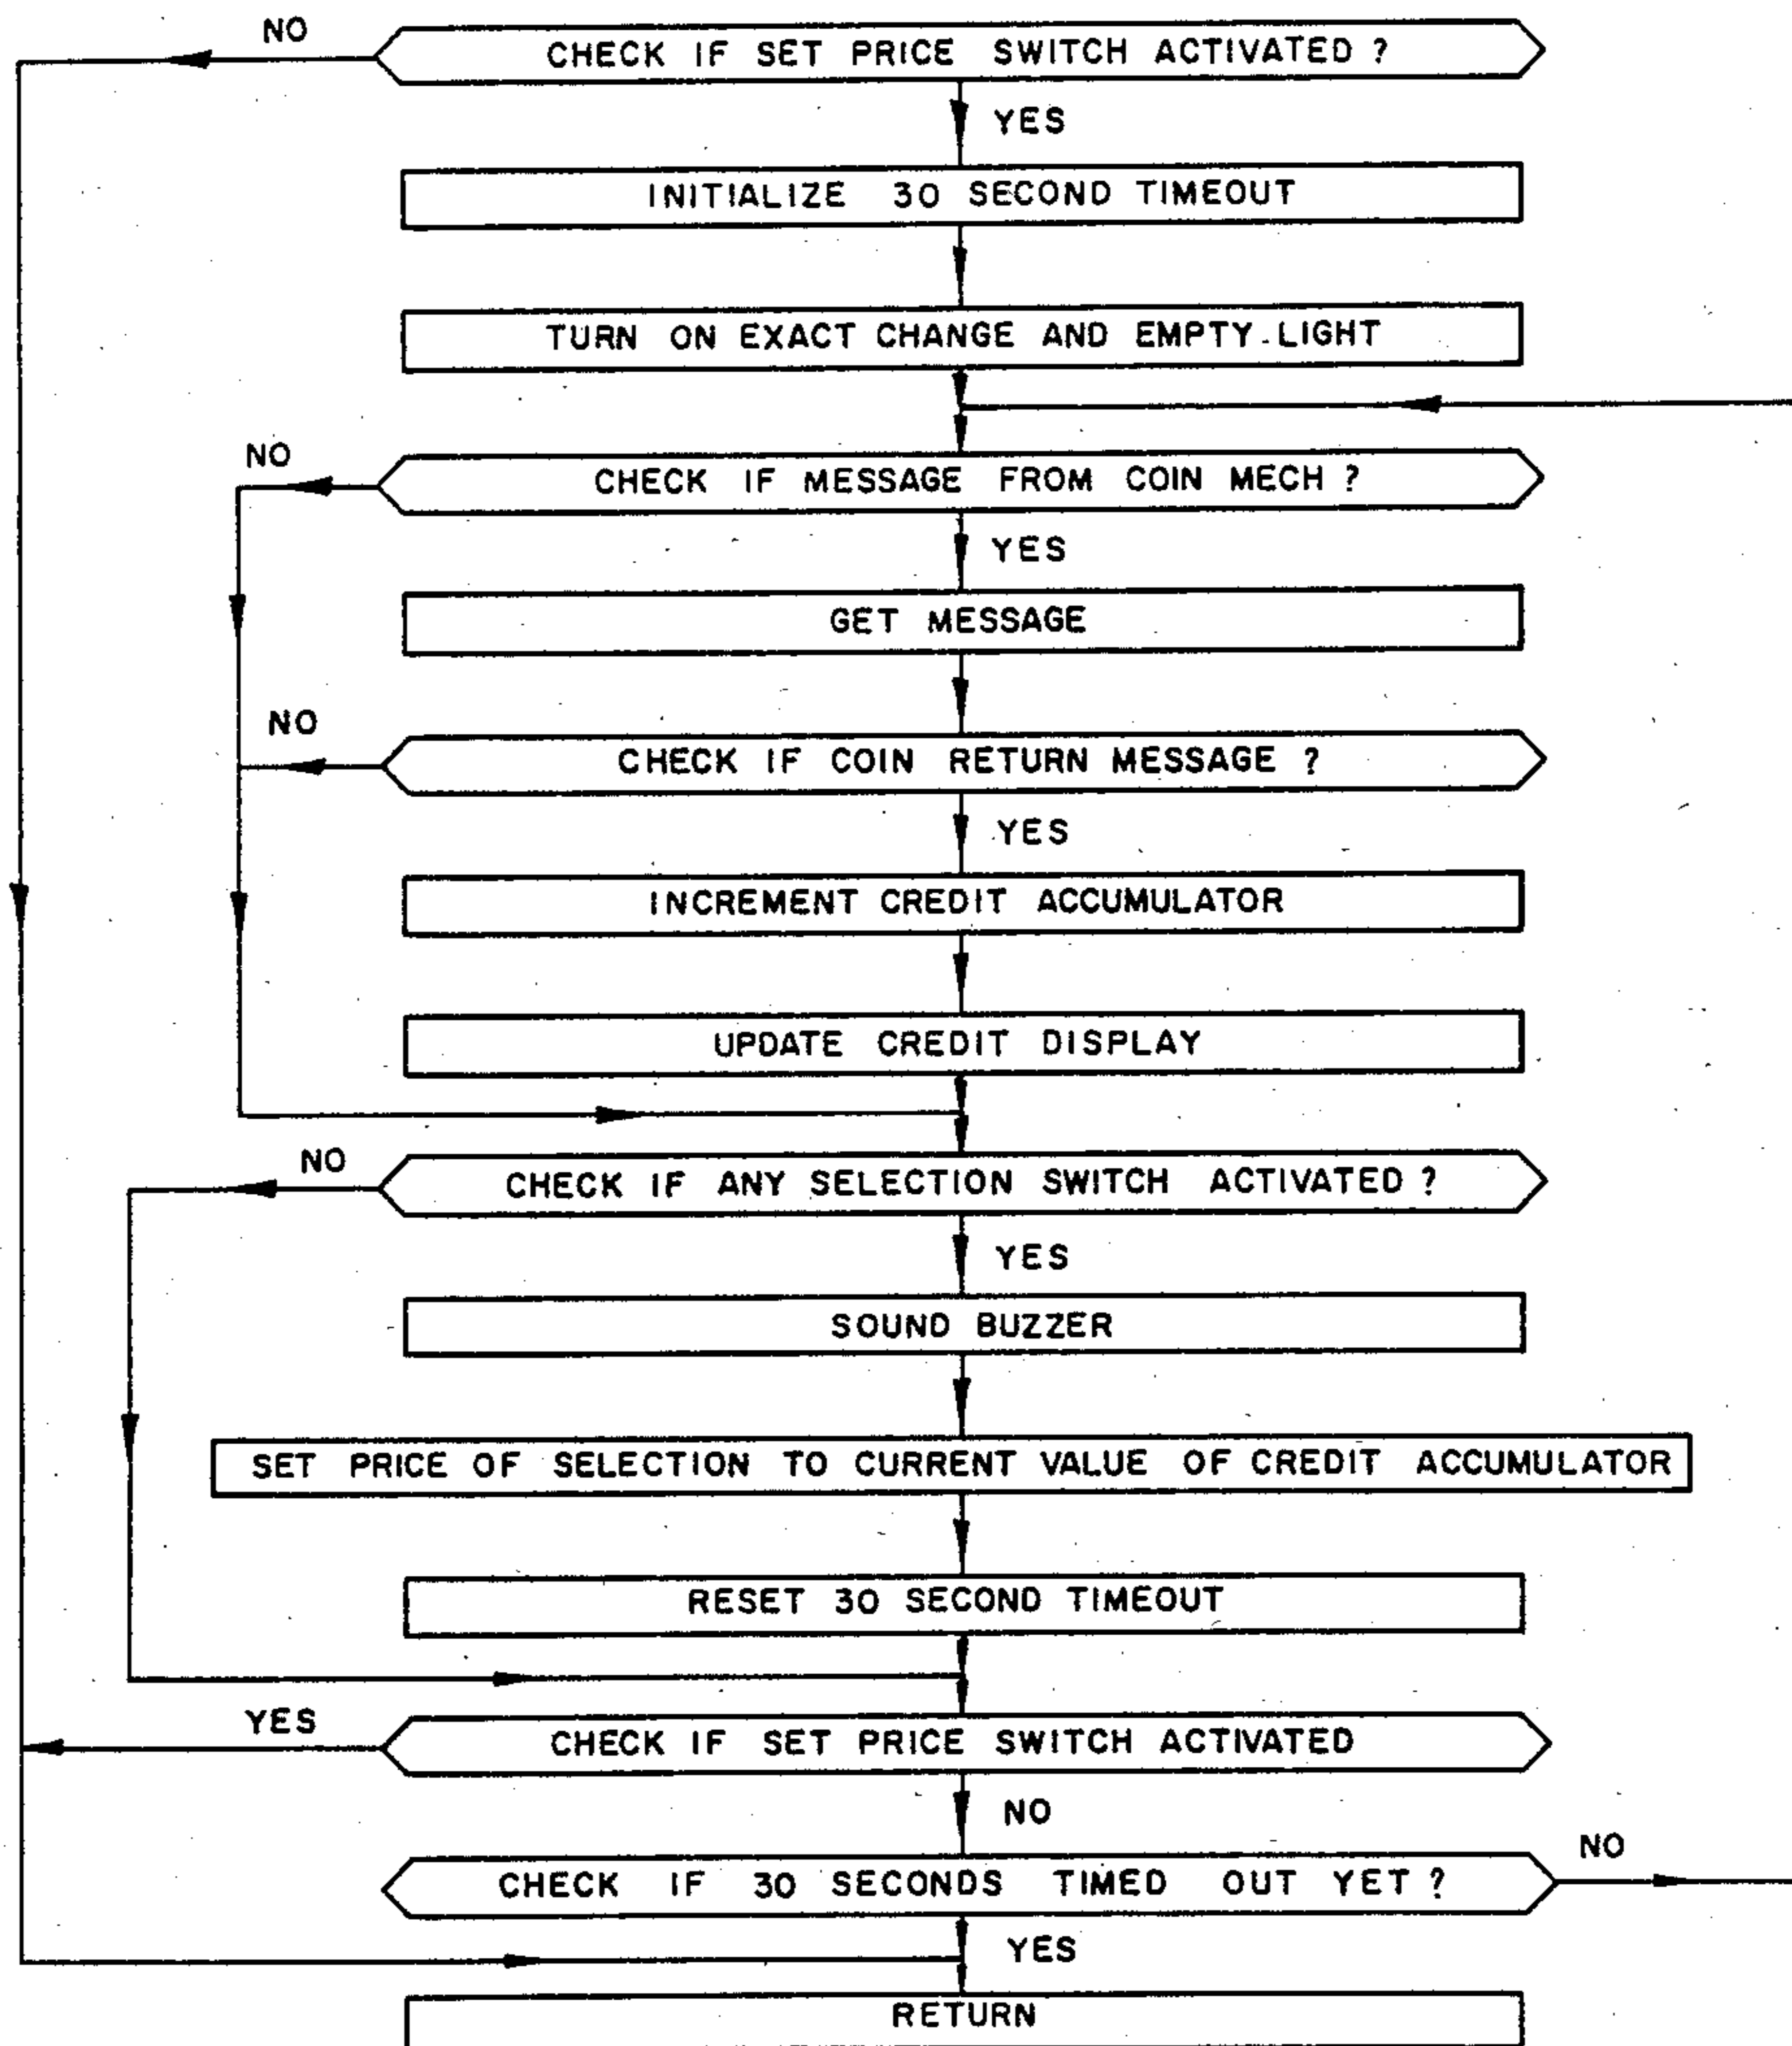 NO
CHECK IF SET PRICE SWITCH ACTIVATED ?
YES
INITIALIZE 30 SECOND TIMEOUT
TURN ON EXACT CHANGE AND EMPTY LIGHT
NO
CHECK IF MESSAGE FROM COIN MECH ?
YES
GET MESSAGE
NO
CHECK IF COIN RETURN MESSAGE ?
YES
INCREMENT CREDIT ACCUMULATOR
UPDATE CREDIT DISPLAY
NO
CHECK IF ANY SELECTION SWITCH ACTIVATED ?
YES
SOUND BUZZER
SET PRICE OF SELECTION TO CURRENT VALUE OF CREDIT ACCUMULATOR
RESET 30 SECOND TIMEOUT
YES
CHECK IF SET PRICE SWITCH ACTIVATED
NO
CHECK IF 30 SECONDS TIMED OUT YET ?
NO
YES
RETURN